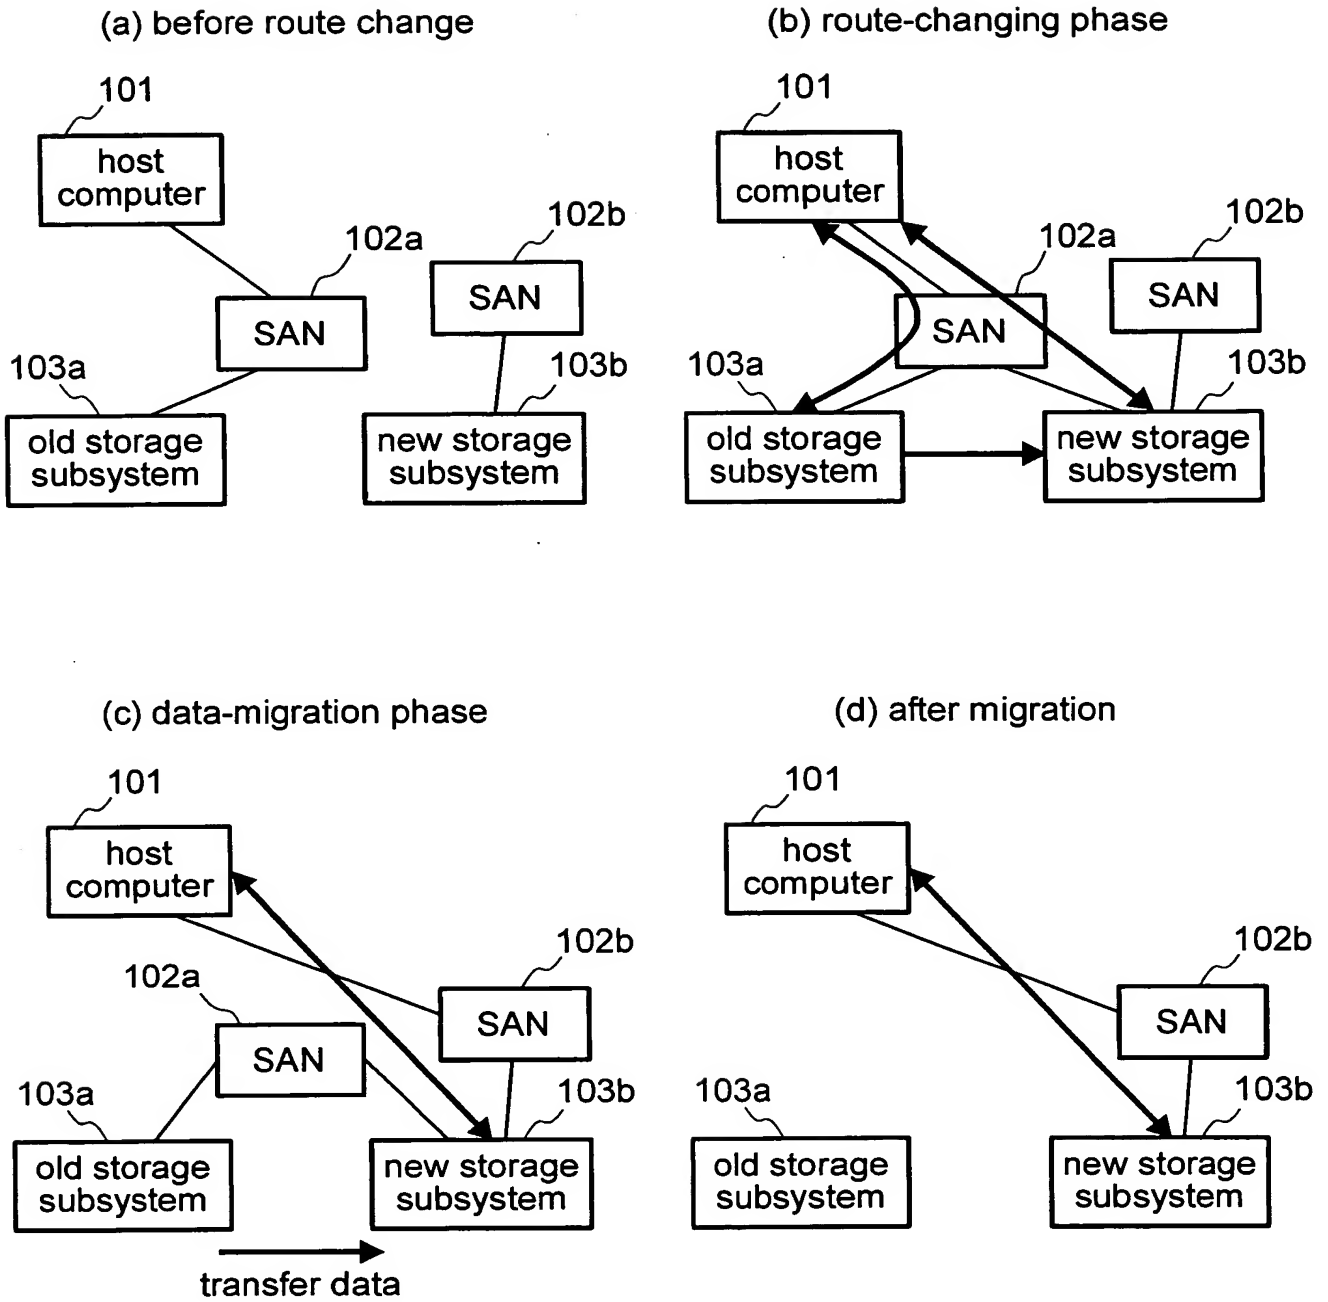 (a) before route change
101
host
computer
102a
SAN
102b
SAN
103a
old storage
subsystem
103b
new storage
subsystem
(b) route-changing phase
101
host
computer
102a
SAN
102b
SAN
103a
old storage
subsystem
103b
new storage
subsystem
(c) data-migration phase
101
host
computer
102a
SAN
102b
SAN
103a
old storage
subsystem
103b
new storage
subsystem
transfer data
(d) after migration
101
host
computer
102b
SAN
103a
old storage
subsystem
103b
new storage
subsystem